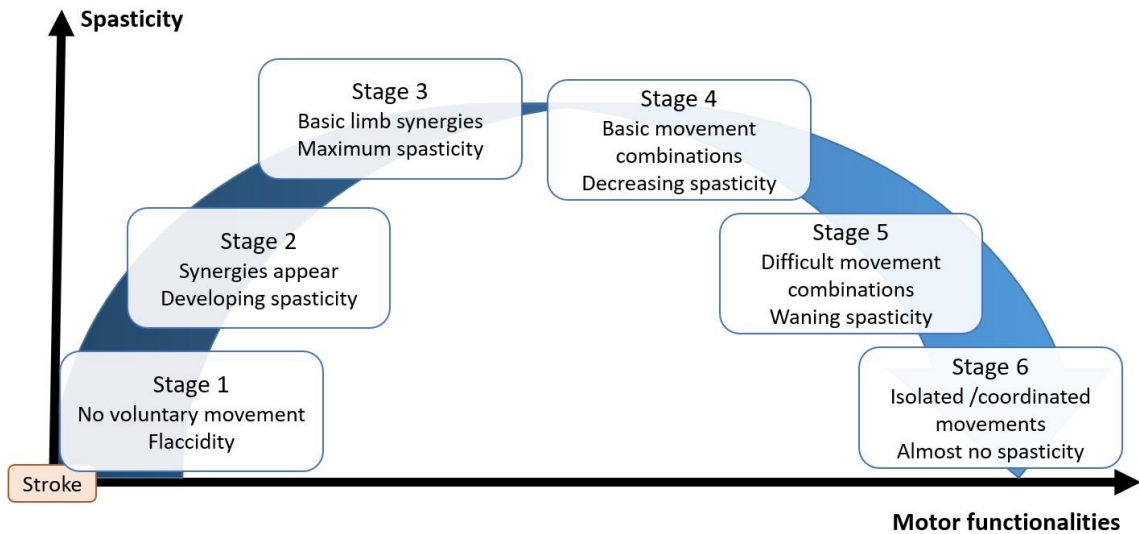 Spasticity
Stage 3
Basic limb synergies
Maximum spasticity
Stage 4
Basic movement
combinations
Decreasing spasticity
Stage 2
Synergies appear
Developing spasticity
Stage 5
Difficult movement
combinations
Waning spasticity
Stage 1
No voluntary movement
Flaccidity
Stage 6
Isolated /coordinated
movements
Almost no spasticity
Stroke
Motor functionalities